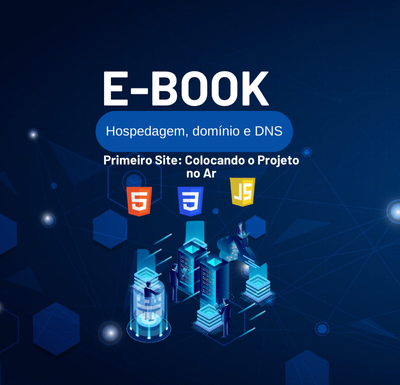 E-BOOK
Hospedagem, domínio e DNS
Primeiro Site: Colocando o Projeto
no Ar
5
3
JS